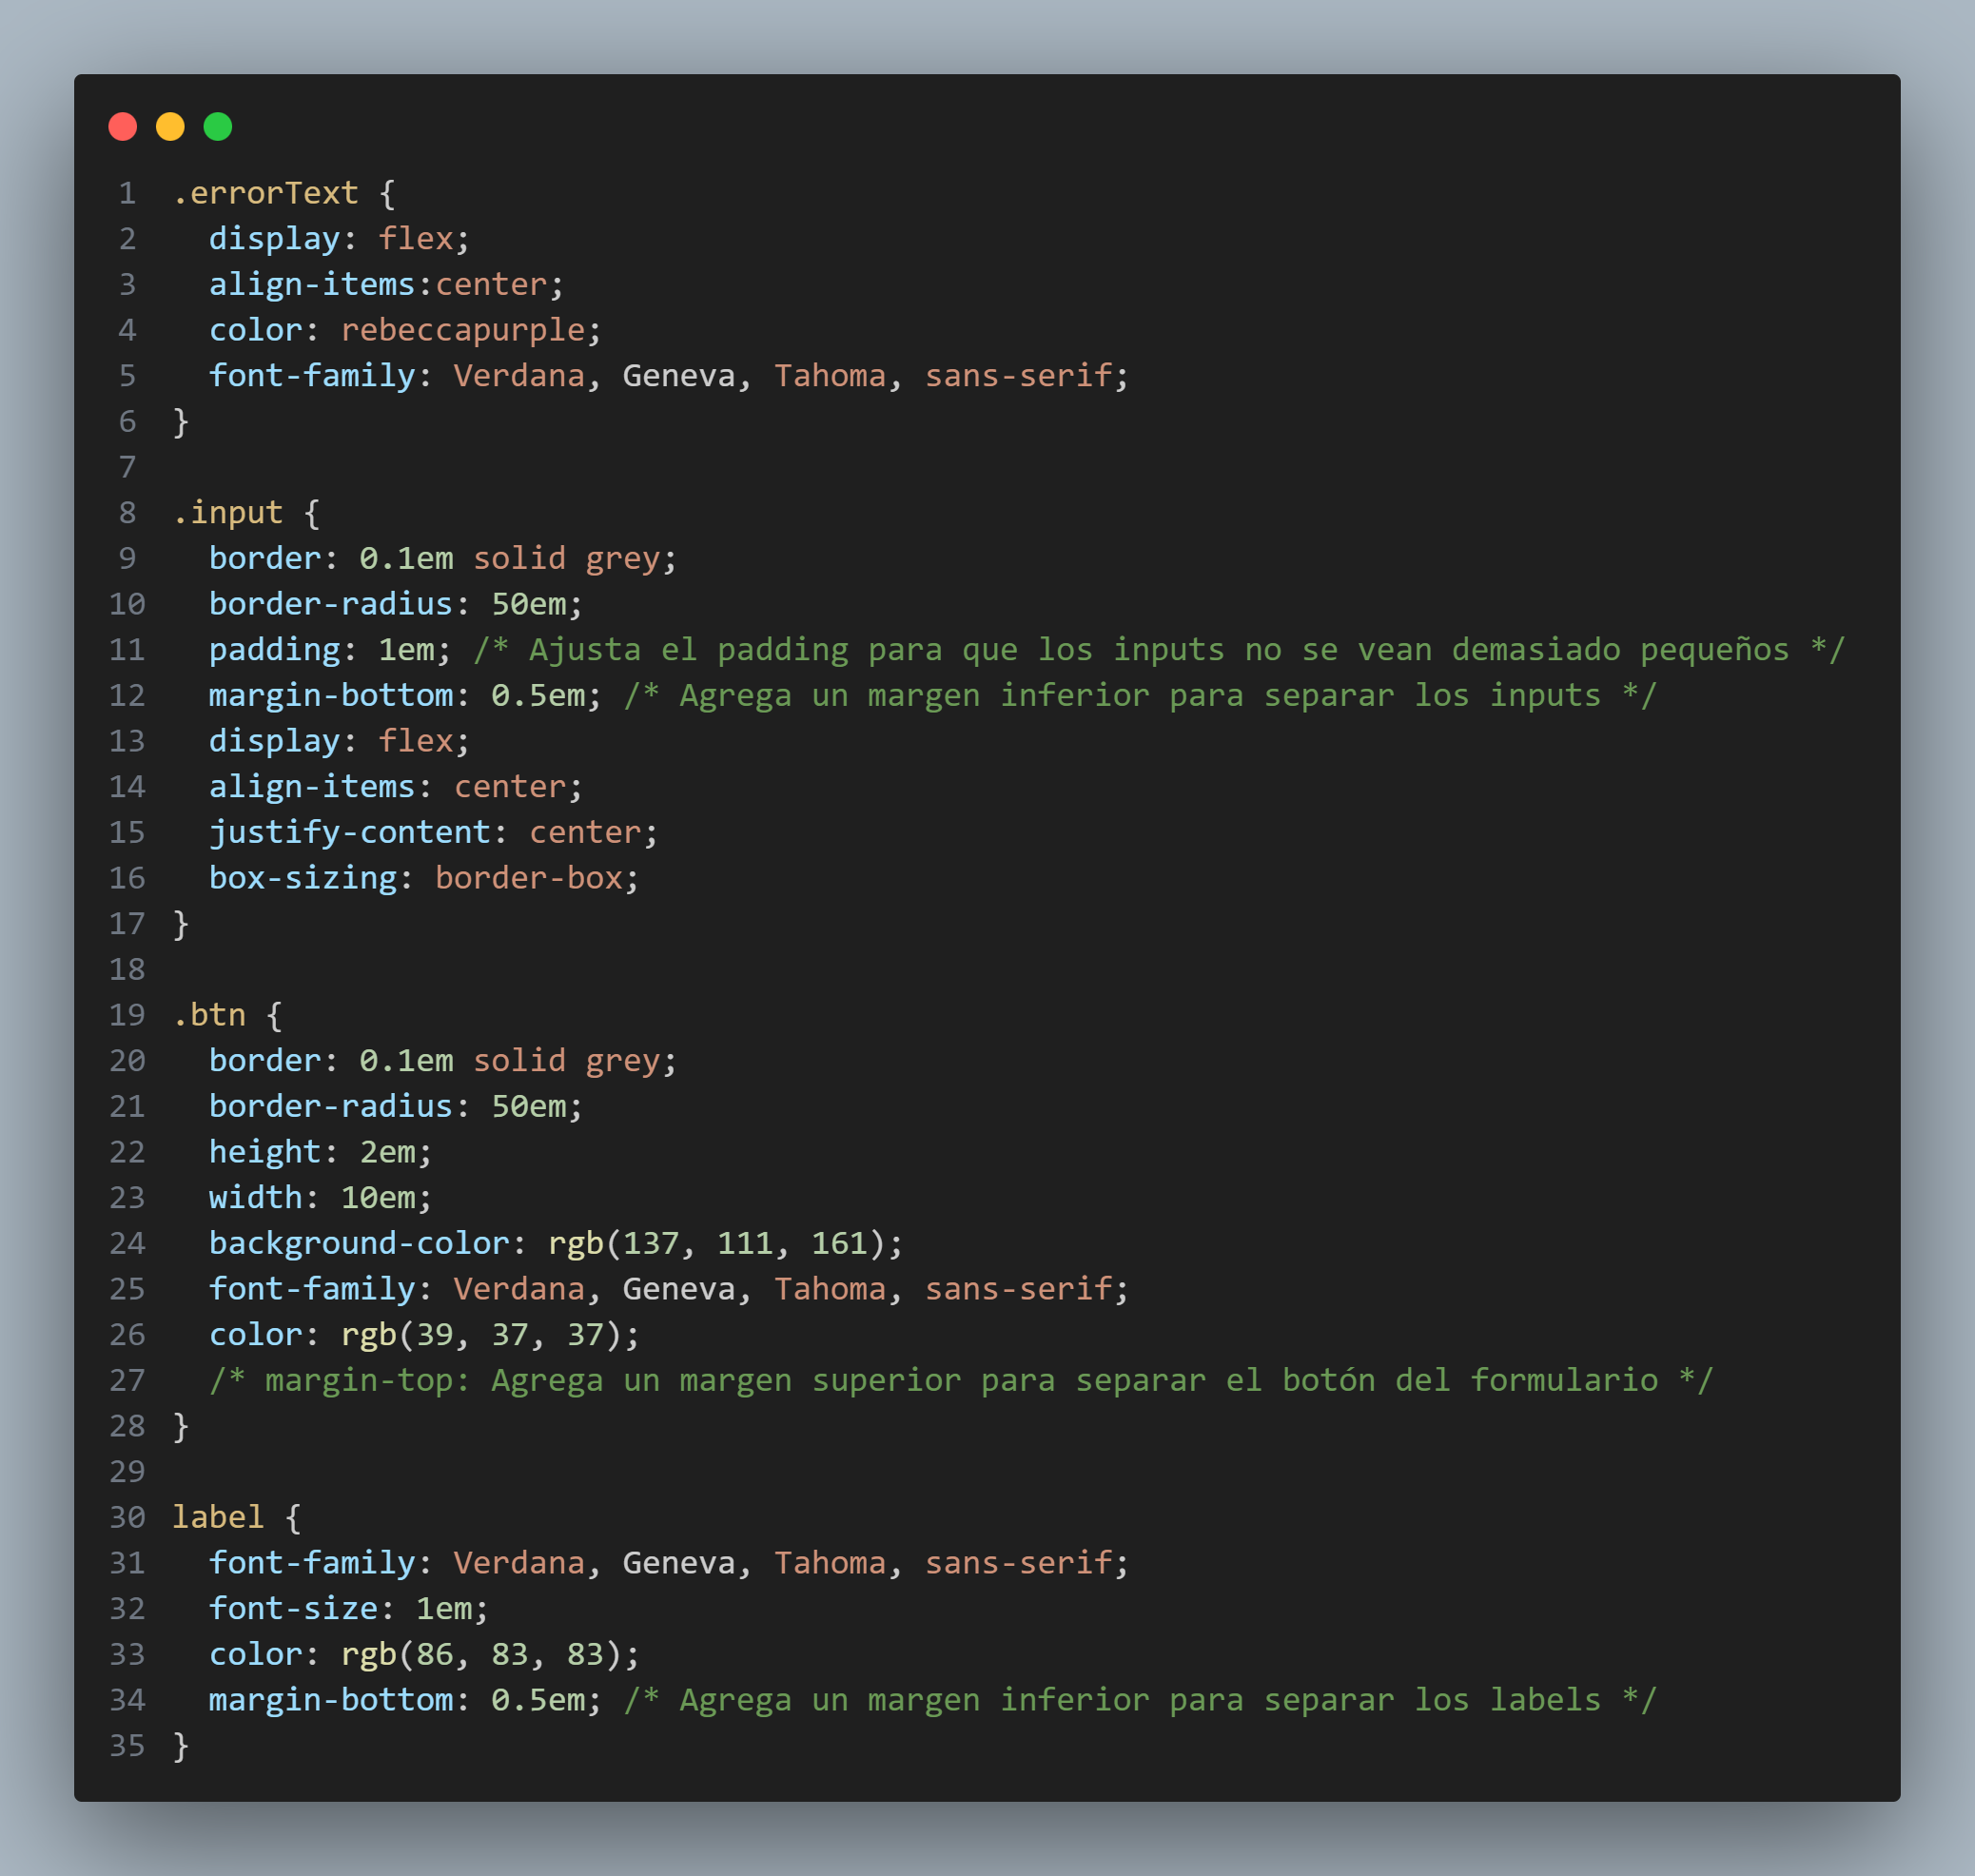 1 .errorText {
2   display: flex;
3   align-items:center;
4   color: rebeccapurple;
5   font-family: Verdana, Geneva, Tahoma, sans-serif;
6 }
7
8 .input {
9   border: 0.1em solid grey;
10   border-radius: 50em;
11   padding: 1em; /* Ajusta el padding para que los inputs no se vean demasiado pequeños */
12   margin-bottom: 0.5em; /* Agrega un margen inferior para separar los inputs */
13   display: flex;
14   align-items: center;
15   justify-content: center;
16   box-sizing: border-box;
17 }
18
19 .btn {
20   border: 0.1em solid grey;
21   border-radius: 50em;
22   height: 2em;
23   width: 10em;
24   background-color: rgb(137, 111, 161);
25   font-family: Verdana, Geneva, Tahoma, sans-serif;
26   color: rgb(39, 37, 37);
27   /* margin-top: Agrega un margen superior para separar el botón del formulario */
28 }
29
30 label {
31   font-family: Verdana, Geneva, Tahoma, sans-serif;
32   font-size: 1em;
33   color: rgb(86, 83, 83);
34   margin-bottom: 0.5em; /* Agrega un margen inferior para separar los labels */
35 }